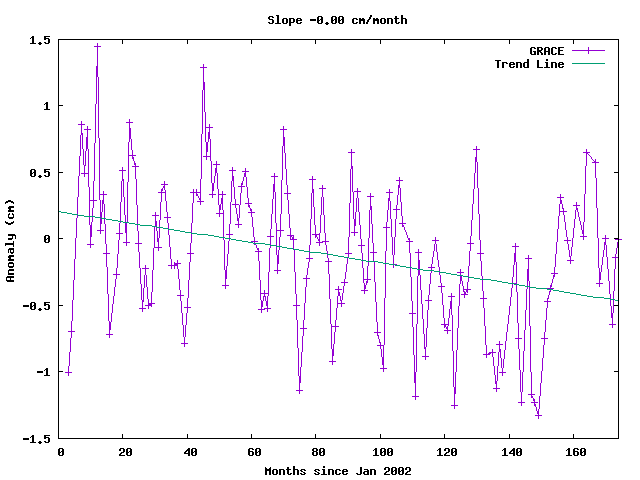 Slope -0.00 cm/month
1.5
GRACE
Trend Line
1
0.5
0
-0.5
-1
-1.5
Anomaly (cm)
0 20 40 60 80 100 120 140 160
Months since Jan 2002